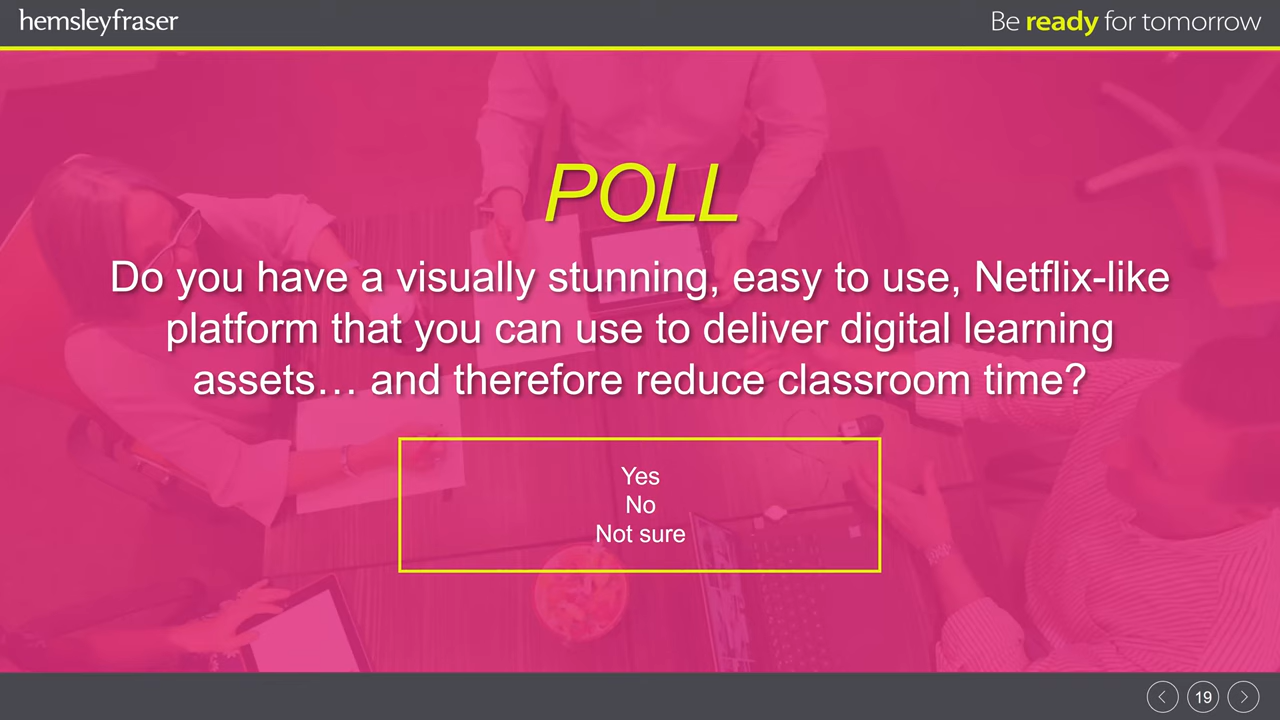 hemsleyfraser
Be ready for tomorrow
POLL
Do you have a visually stunning, easy to use, Netflix-like
platform that you can use to deliver digital learning
assets… and therefore reduce classroom time?
Yes
No
Not sure
19